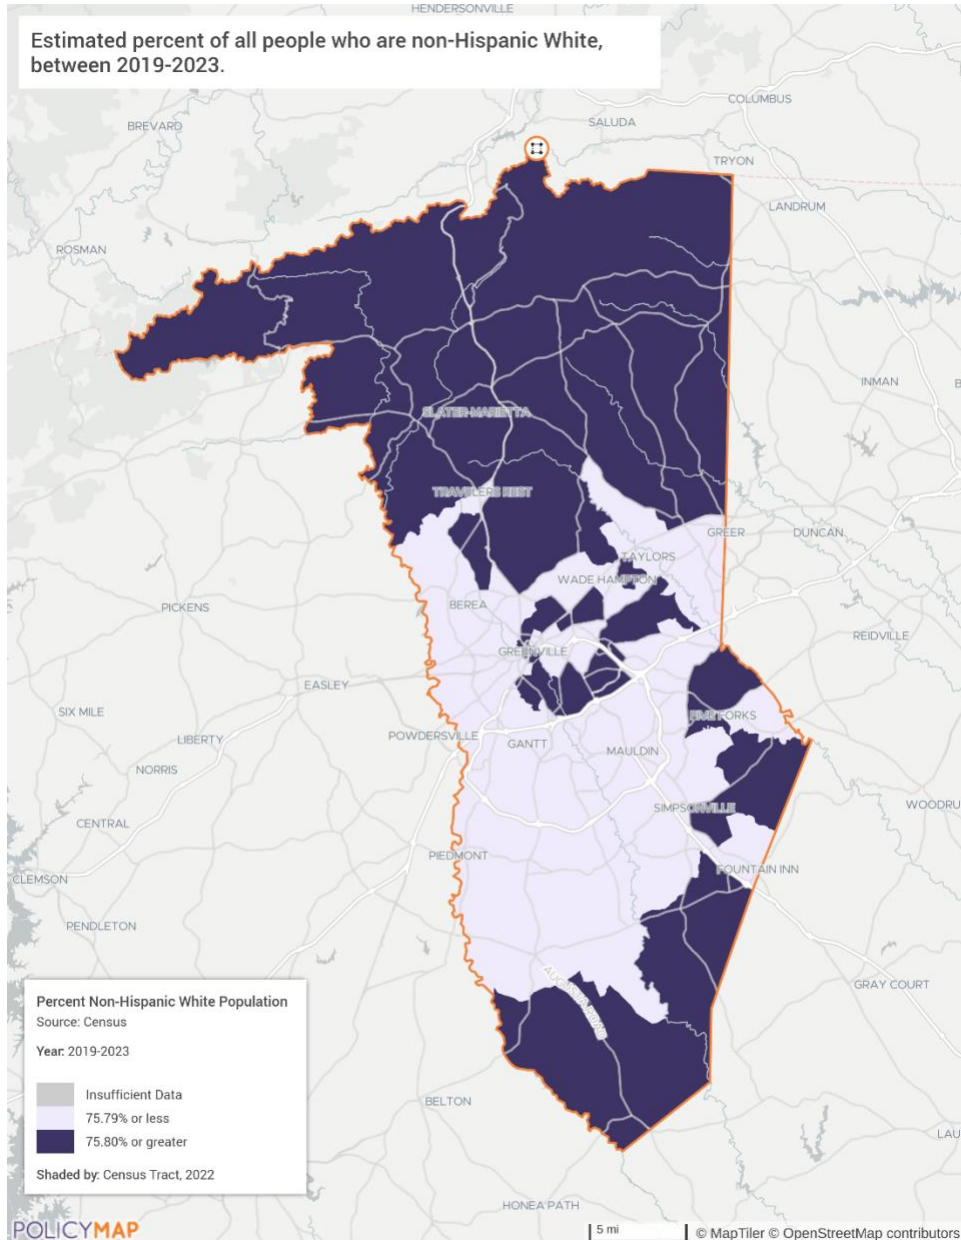 HENDERSONVILLE
Estimated percent of all people who are non-Hispanic White,
between 2019-2023.
COLUMBUS
BREVARD
SALUDA
TRYON
LANDRUM
ROSMAN
INMAN
SLATER-MARIETTA
TRAVELERS REST
GREER
DUNCAN
TAYLORS
WADE HAMPTON
PICKENS
BEREA
REIDVILLE
GREENVILLE
EASLEY
SIX MILE
FIVE FORKS
LIBERTY
POWDERSVILLE
GANTT
MAULDIN
NORRIS
SIMPSONVILLE
WOODRU
CENTRAL
PIEDMONT
FOUNTAIN INN
CLEMSON
PENDLETON
AUGUSTA ROAD
GRAY COURT
Percent Non-Hispanic White Population
Source: Census
Year: 2019-2023
Insufficient Data
75.79% or less
75.80% or greater
Shaded by: Census Tract, 2022
BELTON
LAU
HONEA PATH
POLICYMAP
5 mi
© MapTiler © OpenStreetMap contributors